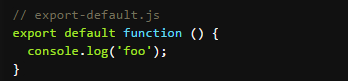 // export-default.js
export default function () {
  console.log('foo');
}